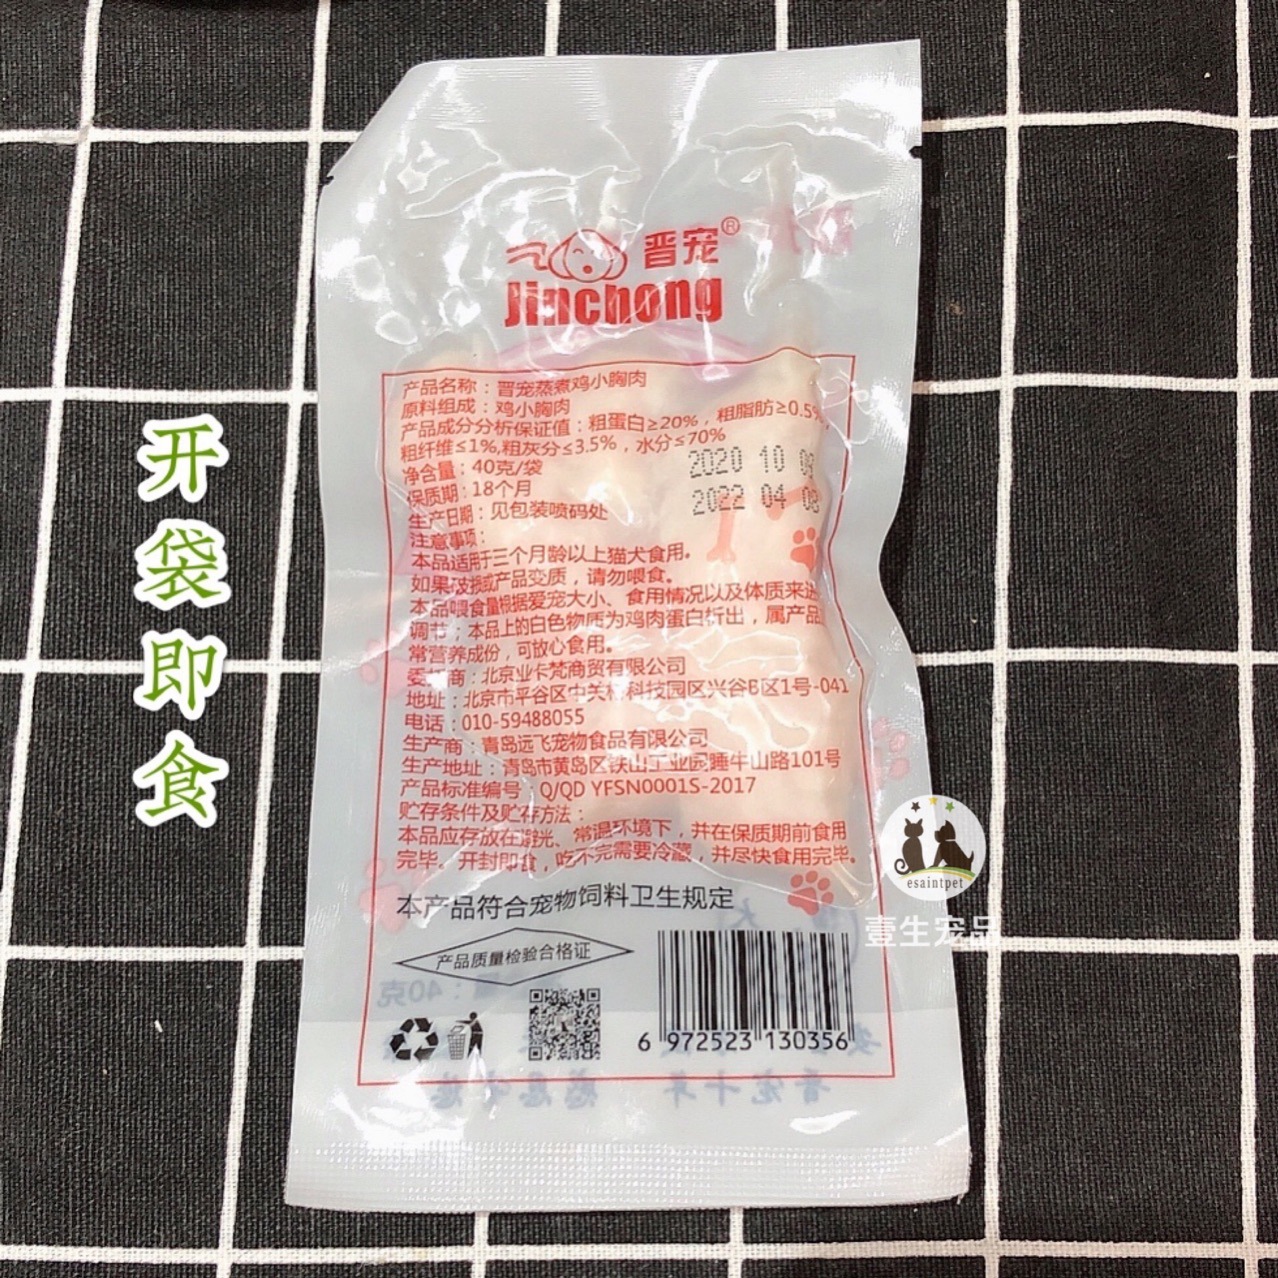 晋宠®
Jinchong
产品名称：晋宠蒸煮鸡小胸肉
原料组成：鸡小胸肉
产品成分分析保证值：粗蛋白≥20%，粗脂肪≥0.5%，
粗纤维≤1%,粗灰分≤3.5%，水分≤70%
净含量：40克/袋
2020 10 09
保质期：18个月
2022 04 08
生产日期：见包装喷码处
注意事项：
本品适用于三个月龄以上猫犬食用。
如果破损或产品变质，请勿喂食。
本品喂食量根据爱宠大小、食用情况以及体质来进
调节；本品上的白色物质为鸡肉蛋白析出，属产品
常营养成份，可放心食用。
委托商：北京业卡梵商贸有限公司
地址：北京市平谷区中关村科技园区兴谷B区1号-041
电话：010-59488055
生产商：青岛远飞宠物食品有限公司
生产地址：青岛市黄岛区铁山工业园睡牛山路101号
产品标准编号：Q/QD YFSN0001S-2017
贮存条件及贮存方法：
本品应存放在避光、常温环境下，并在保质期前食用
完毕。开封即食，吃不完需要冷藏，并尽快食用完毕。
本产品符合宠物饲料卫生规定
产品质量检验合格证
6 972523 130356
开袋即食
esaintpet
壹生宠品